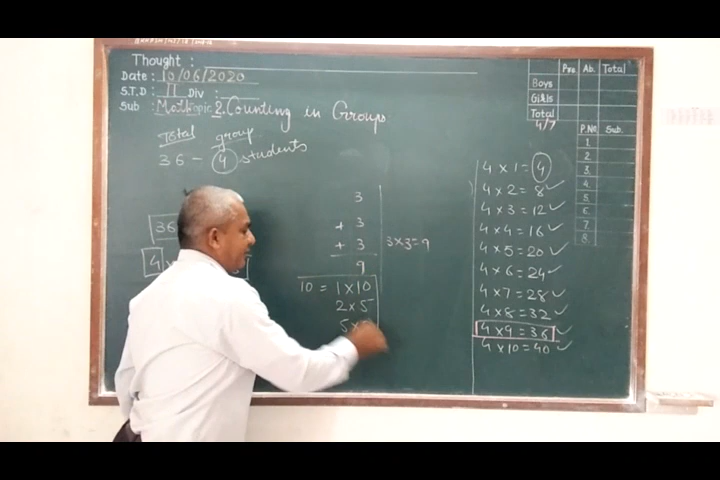 Thought :
Date : 10/06/2020
S.T.D : II Div :
Sub : Math Topic 2. Counting in Groups
Total group
36 - 4 students
36
4
3
+ 3
+ 3
9
3×3=9
10 = 1×10
2×5
5×
4 × 1 = 4
4 × 2 = 8 ✓
4 × 3 = 12 ✓
4 × 4 = 16 ✓
4 × 5 = 20 ✓
4 × 6 = 24 ✓
4 × 7 = 28 ✓
4 × 8 = 32 ✓
4 × 9 = 36 ✓
4 × 10 = 40 ✓
Pre Ab. Total
Boys
Girls
Total
4/7
P.No. Sub.
1.
2.
3.
4.
5.
6.
7.
8.